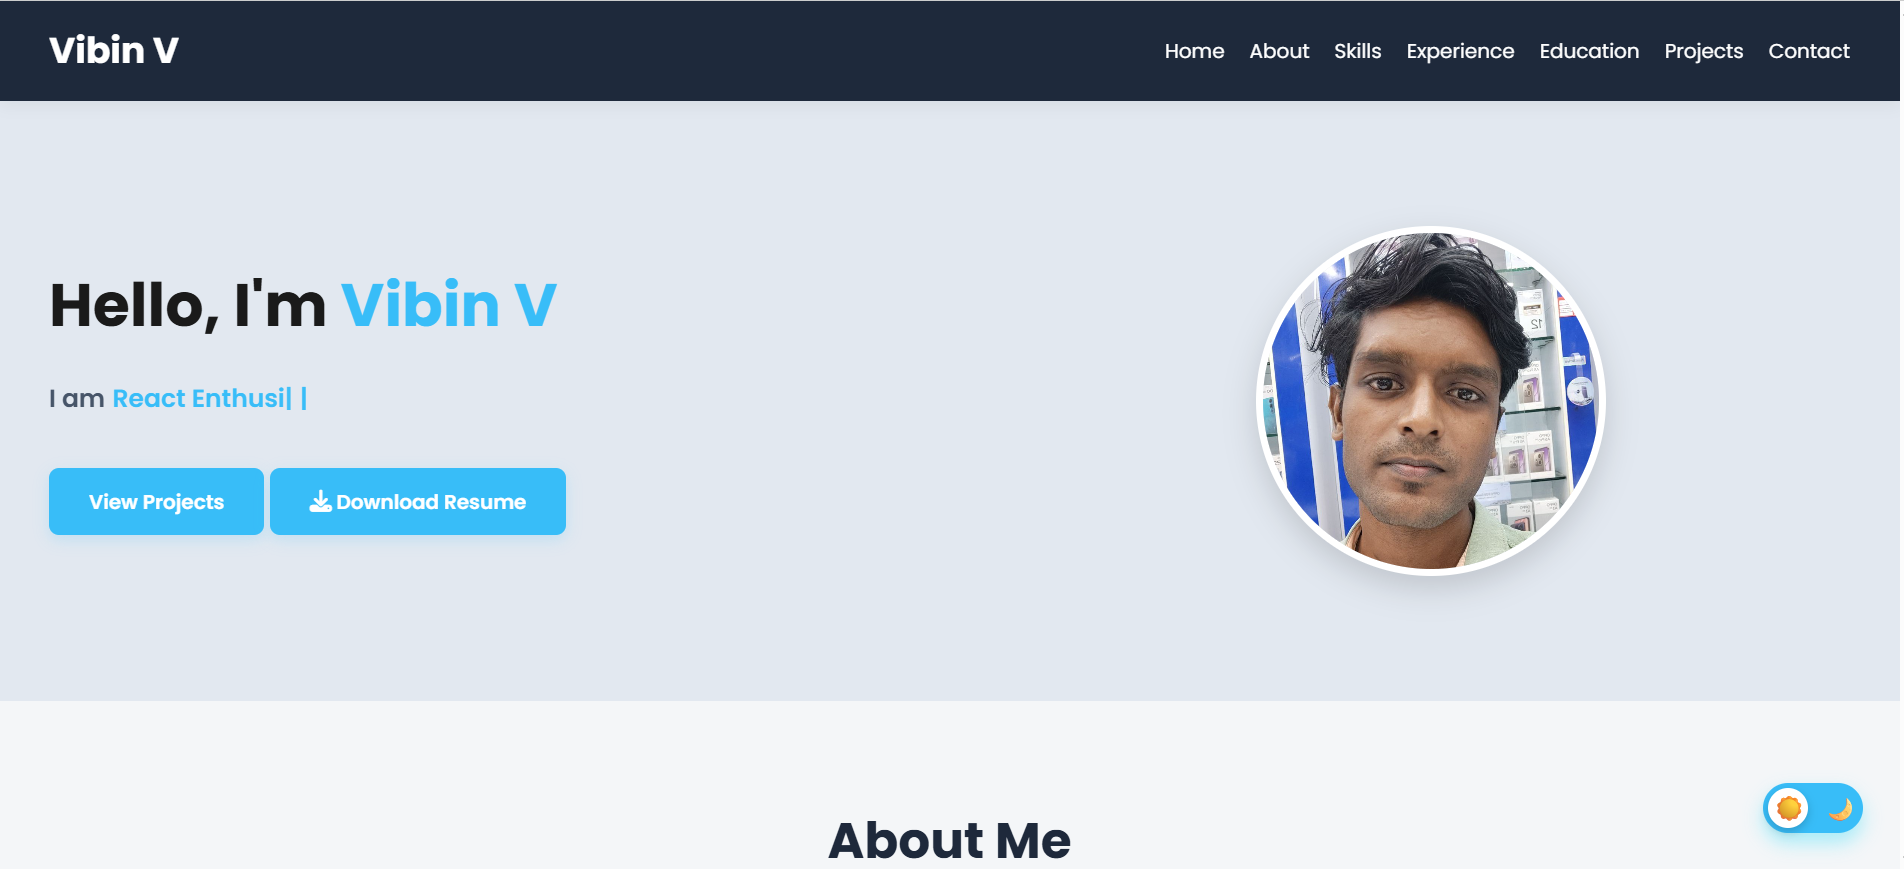 Vibin V
Home About Skills Experience Education Projects Contact
Hello, I'm Vibin V
I am React Enthusi| |
View Projects
Download Resume
About Me